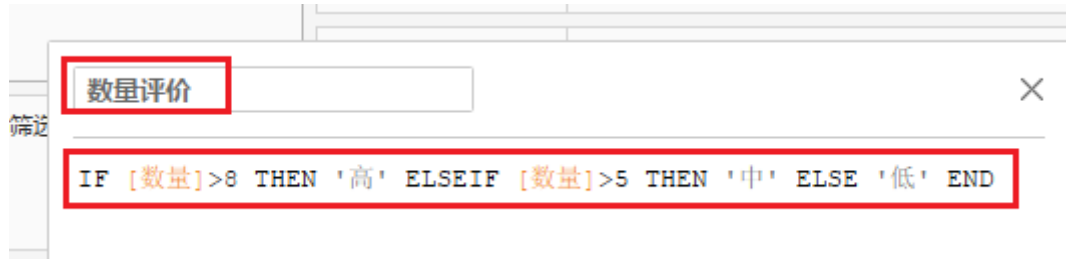 数量评价
筛选
IF [数量]>8 THEN '高' ELSEIF [数量]>5 THEN '中' ELSE '低' END